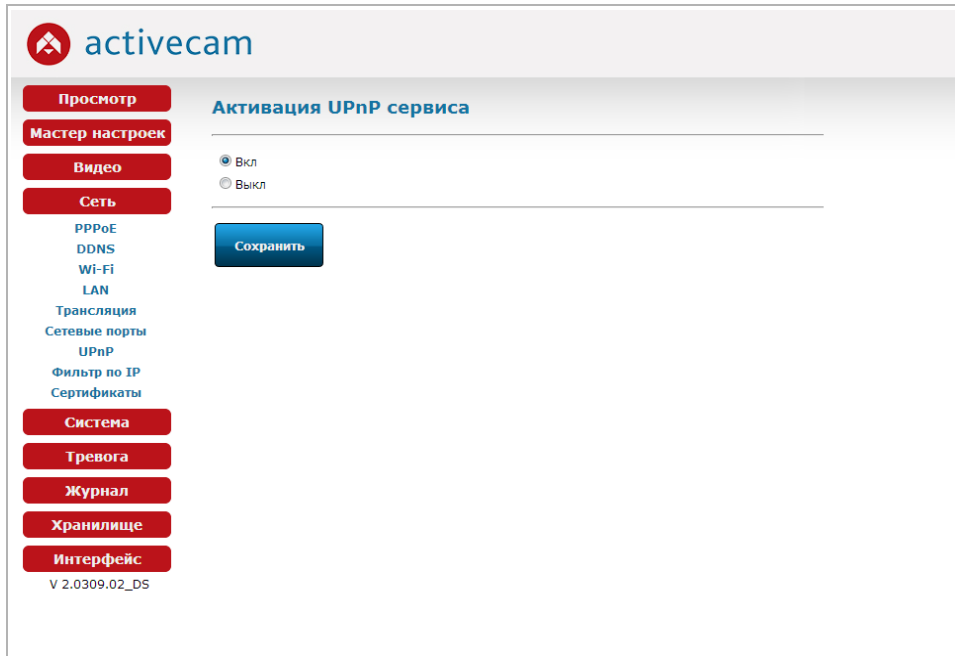 activecam
Просмотр
Мастер настроек
Видео
Сеть
PPPoE
DDNS
Wi-Fi
LAN
Трансляция
Сетевые порты
UPnP
Фильтр по IP
Сертификаты
Система
Тревога
Журнал
Хранилище
Интерфейс
V 2.0309.02_DS
Активация UPnP сервиса
Вкл
Выкл
Сохранить